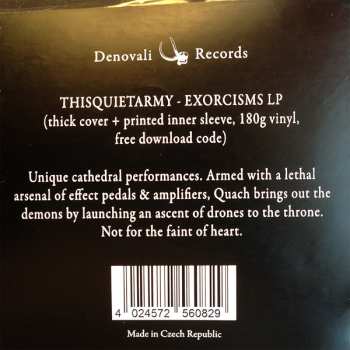 Denovali Records
THISQUIETARMY - EXORCISMS LP
(thick cover + printed inner sleeve, 180g vinyl,
free download code)
Unique cathedral performances. Armed with a lethal
arsenal of effect pedals & amplifiers, Quach brings out the
demons by launching an ascent of drones to the throne.
Not for the faint of heart.
4 024572 560829
Made in Czech Republic